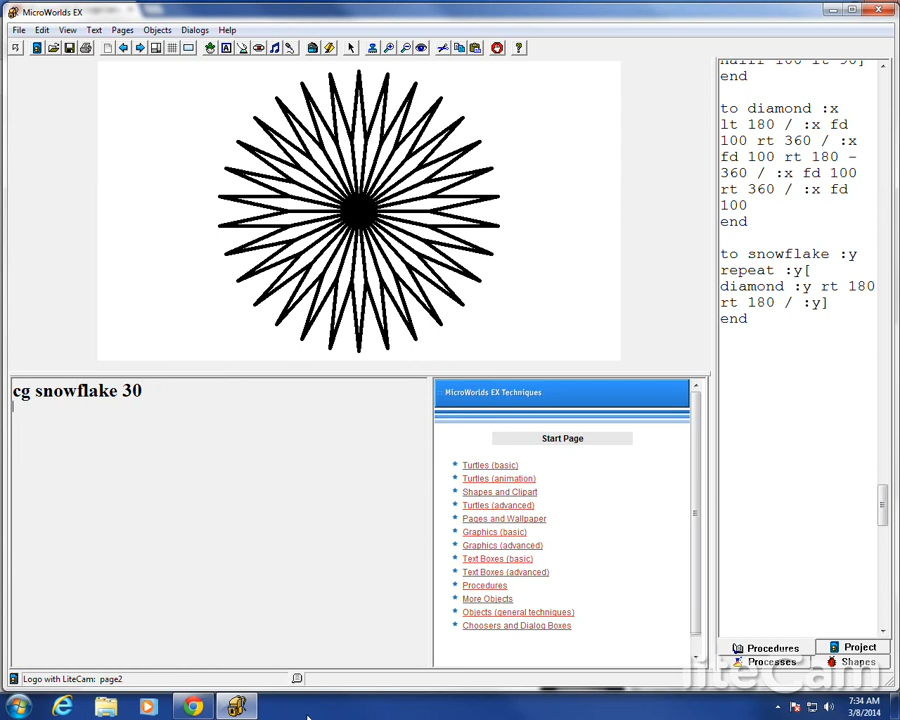 MicroWorlds EX
File Edit View Text Pages Objects Dialogs Help
end
to diamond :x
lt 180 / :x fd
100 rt 360 / :x
fd 100 rt 180 -
360 / :x fd 100
rt 360 / :x fd
100
end
to snowflake :y
repeat :y[
diamond :y rt 180
rt 180 / :y]
end
cg snowflake 30
MicroWorlds EX Techniques
Start Page
Turtles (basic)
Turtles (animation)
Shapes and Clipart
Turtles (advanced)
Pages and Wallpaper
Graphics (basic)
Graphics (advanced)
Text Boxes (basic)
Text Boxes (advanced)
Procedures
More Objects
Objects (general techniques)
Choosers and Dialog Boxes
Procedures Project
Processes Shapes
liteCam
Logo with LiteCam: page2
7:34 AM
3/8/2014